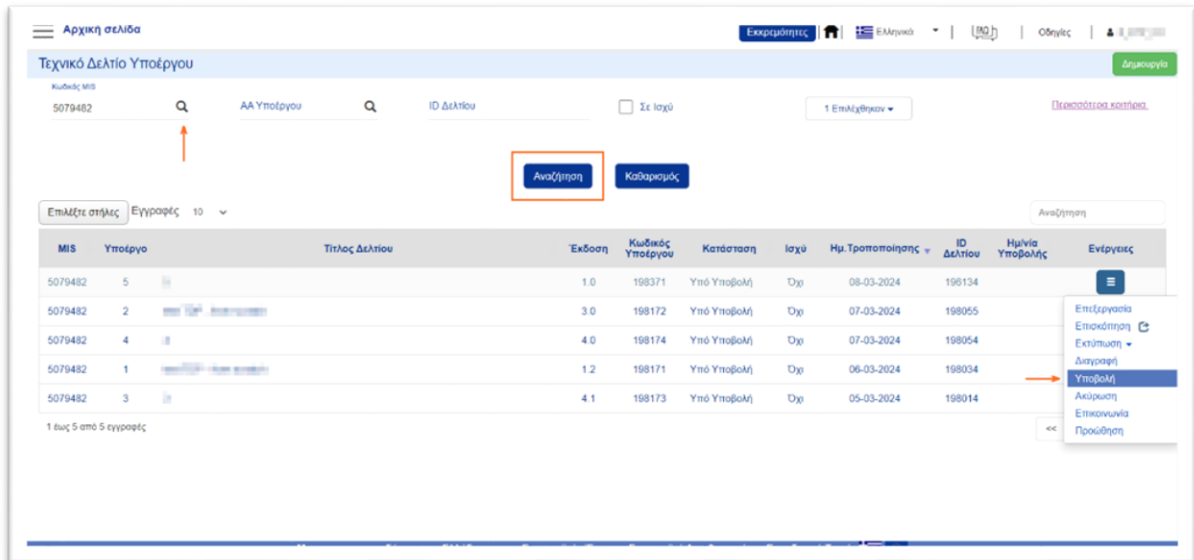 Αρχική σελίδα Εκκρεμότητες Ελληνικά FAQ Οδηγίες
Τεχνικό Δελτίο Υποέργου Δημιουργία
Κωδικός MIS
5079482 ΑΑ Υποέργου ID Δελτίου Σε Ισχύ 1 Επιλέχθηκαν Περισσότερα κριτήρια
Αναζήτηση Καθαρισμός
Επιλέξτε στήλες Εγγραφές 10 Αναζήτηση
MIS Υποέργο Τίτλος Δελτίου Έκδοση Κωδικός Υποέργου Κατάσταση Ισχύ Ημ.Τροποποίησης ID Δελτίου Ημ/νία Υποβολής Ενέργειες
5079482 5 1.0 198371 Υπό Υποβολή Όχι 08-03-2024 196134
5079482 2 3.0 198172 Υπό Υποβολή Όχι 07-03-2024 198055
5079482 4 4.0 198174 Υπό Υποβολή Όχι 07-03-2024 198054
5079482 1 1.2 198171 Υπό Υποβολή Όχι 06-03-2024 198034
5079482 3 4.1 198173 Υπό Υποβολή Όχι 05-03-2024 198014
Επεξεργασία
Επισκόπηση
Εκτύπωση
Διαγραφή
Υποβολή
Ακύρωση
Επικοινωνία
Προώθηση
1 έως 5 από 5 εγγραφές <<